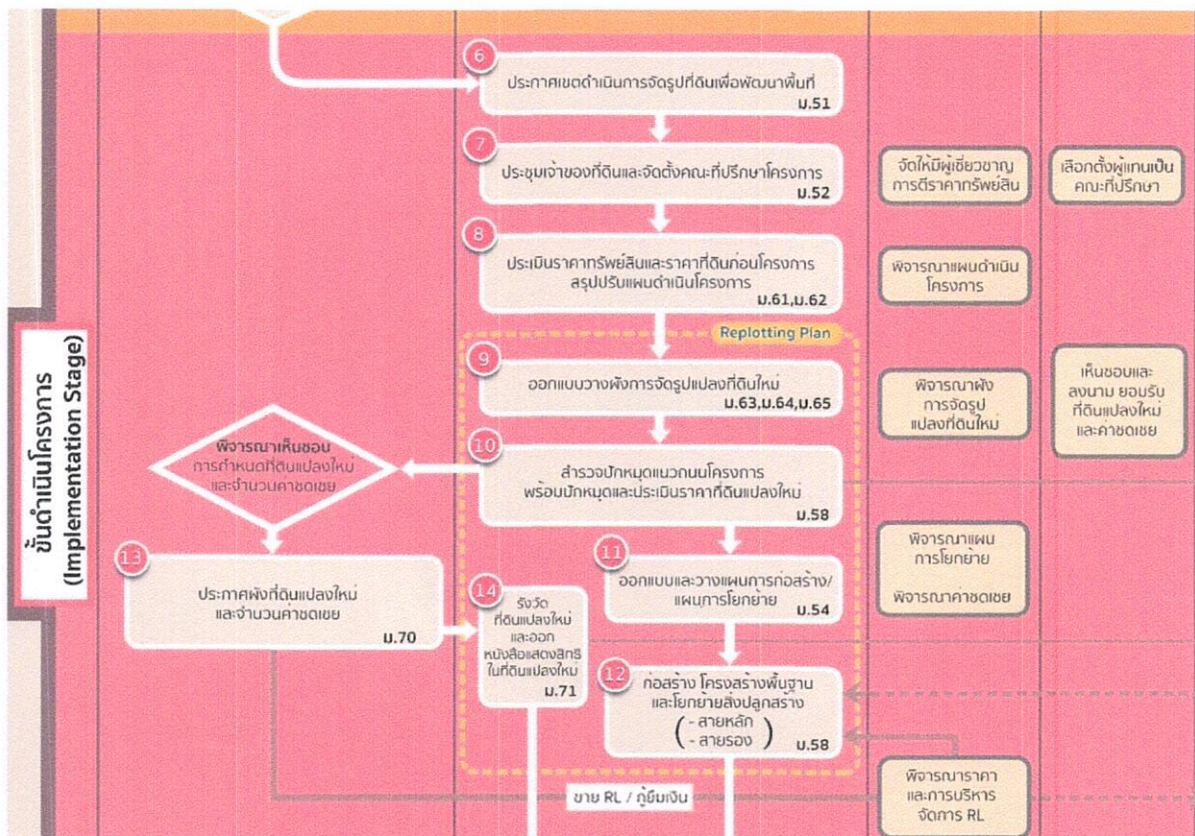 6
ประกาศเขตดำเนินการจัดรูปที่ดินเพื่อพัฒนาพื้นที่
ม.51
7
ประชุมเจ้าของที่ดินและจัดตั้งคณะที่ปรึกษาโครงการ
ม.52
จัดให้มีผู้เชี่ยวชาญ
การตีราคาทรัพย์สิน
เลือกตั้งผู้แทนเป็น
คณะที่ปรึกษา
8
ประเมินราคาทรัพย์สินและราคาที่ดินก่อนโครงการ
สรุปปรับแผนดำเนินโครงการ
ม.61,ม.62
พิจารณาแผนดำเนิน
โครงการ
Replotting Plan
ขั้นดำเนินโครงการ
(Implementation Stage)
9
ออกแบบวางผังการจัดรูปแปลงที่ดินใหม่
ม.63,ม.64,ม.65
พิจารณาผัง
การจัดรูป
แปลงที่ดินใหม่
เห็นชอบและ
ลงนาม ยอมรับ
ที่ดินแปลงใหม่
และค่าชดเชย
พิจารณาเห็นชอบ
การกำหนดที่ดินแปลงใหม่
และจำนวนค่าชดเชย
10
สำรวจปักหมุดแนวถนนโครงการ
พร้อมปักหมุดและประเมินราคาที่ดินแปลงใหม่
ม.58
11
ออกแบบและวางแผนการก่อสร้าง/
แผนการโยกย้าย
ม.54
พิจารณาแผน
การโยกย้าย
พิจารณาค่าชดเชย
13
ประกาศผังที่ดินแปลงใหม่
และจำนวนค่าชดเชย
ม.70
14
รังวัด
ที่ดินแปลงใหม่
และออก
หนังสือแสดงสิทธิ
ในที่ดินแปลงใหม่
ม.71
12
ก่อสร้าง โครงสร้างพื้นฐาน
และโยกย้ายสิ่งปลูกสร้าง
( - สายหลัก
- สายรอง )
ม.58
ขาย RL / กู้ยืมเงิน
พิจารณาราคา
และการบริหาร
จัดการ RL